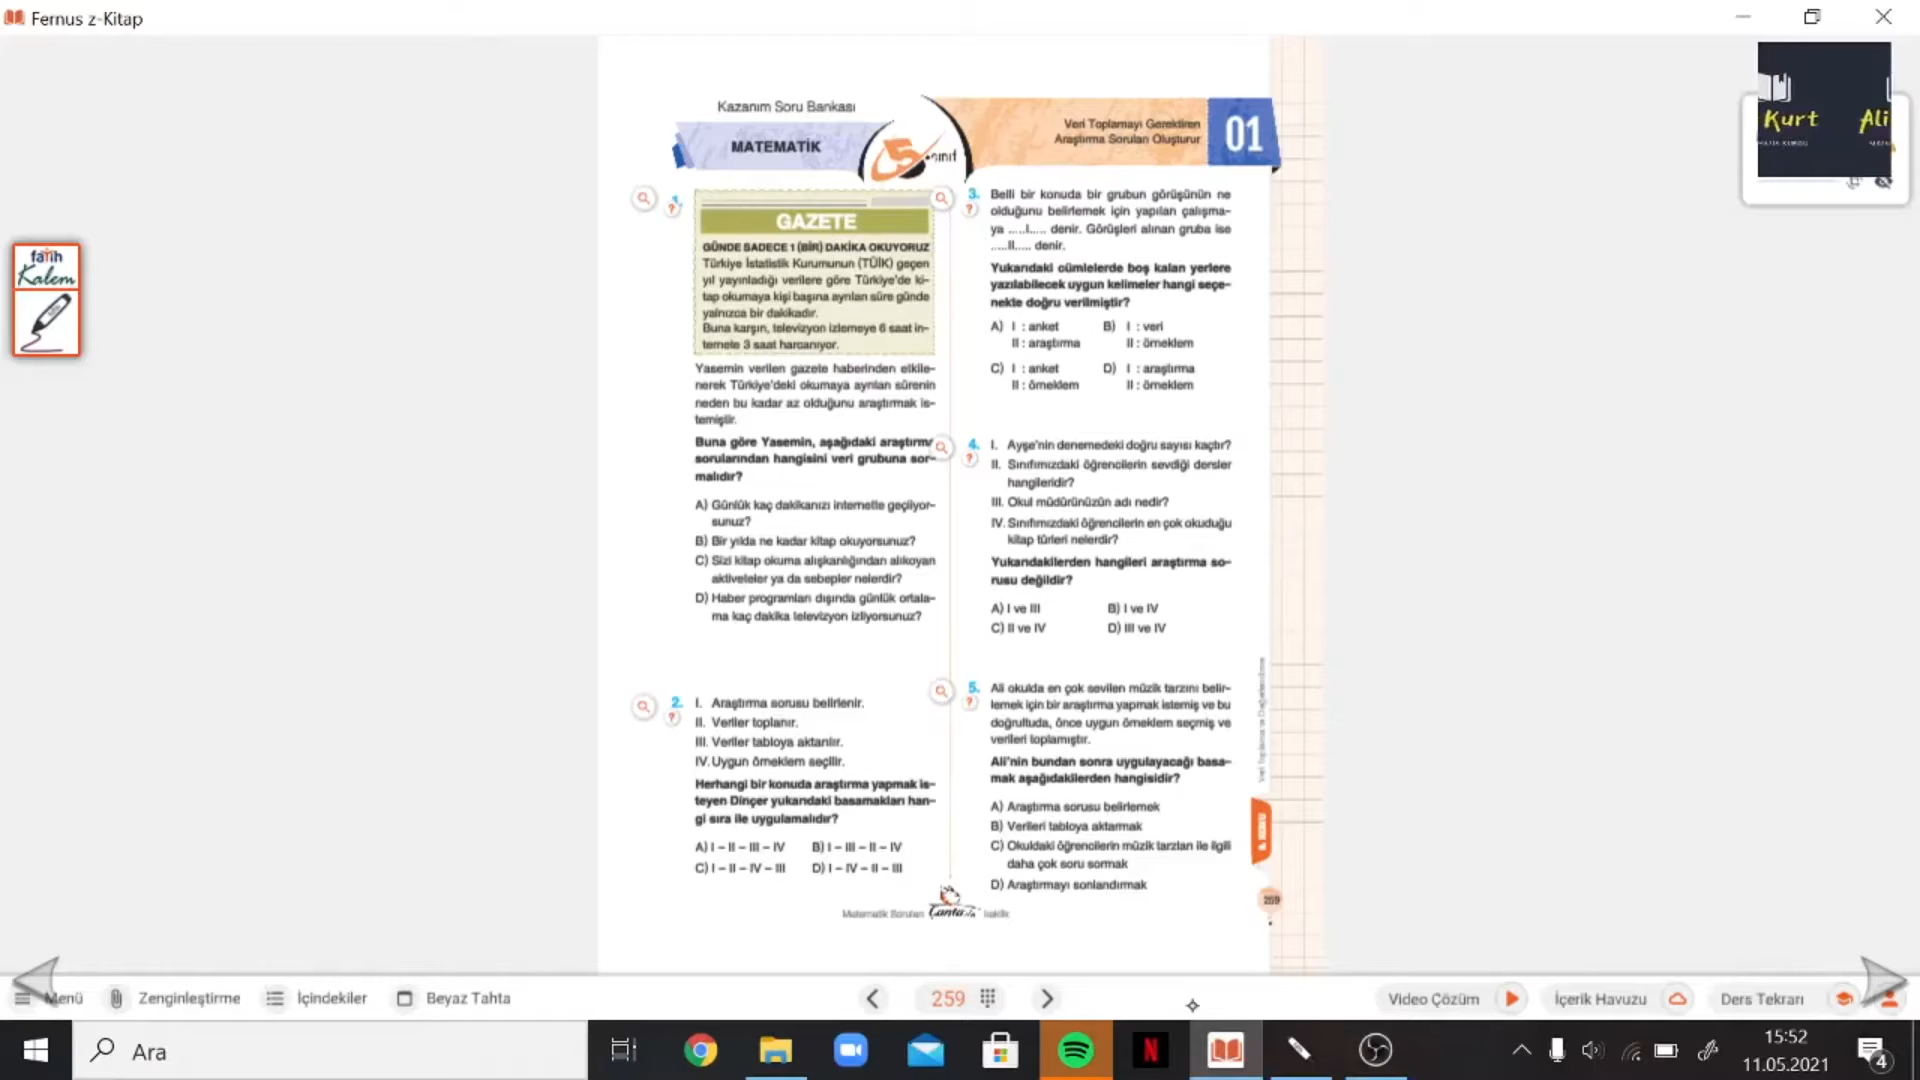 Fernus z-Kitap
Kurt Ali
fatih
Kalem
Kazanım Soru Bankası
MATEMATİK
5.sınıf
Veri Toplamayı Gerektiren
Araştırma Soruları Oluşturur
01
1.
GAZETE
GÜNDE SADECE 1 (BİR) DAKİKA OKUYORUZ
Türkiye İstatistik Kurumunun (TÜİK) geçen
yıl yayınladığı verilere göre Türkiye'de ki-
tap okumaya kişi başına ayrılan süre günde
yalnızca bir dakikadır.
Buna karşın, televizyon izlemeye 6 saat in-
ternete 3 saat harcanıyor.
Yasemin verilen gazete haberinden etkile-
nerek Türkiye'deki okumaya ayrılan sürenin
neden bu kadar az olduğunu araştırmak is-
temiştir.
Buna göre Yasemin, aşağıdaki araştırma
sorularından hangisini veri grubuna sor-
malıdır?
A) Günlük kaç dakikanızı internette geçiyor-
sunuz?
B) Bir yılda ne kadar kitap okuyorsunuz?
C) Sizi kitap okuma alışkanlığından alıkoyan
aktiveteler ya da sebepler nelerdir?
D) Haber programları dışında günlük ortala-
ma kaç dakika televizyon izliyorsunuz?
2. I. Araştırma sorusu belirlenir.
II. Veriler toplanır.
III. Veriler tabloya aktarılır.
IV. Uygun örneklem seçilir.
Herhangi bir konuda araştırma yapmak is-
teyen Dinçer yukarıdaki basamakları han-
gi sıra ile uygulamalıdır?
A) I – II – III – IV B) I – III – II – IV
C) I – II – IV – III D) I – IV – II – III
3. Belli bir konuda bir grubun görüşünün ne
olduğunu belirlemek için yapılan çalışma-
ya .....I..... denir. Görüşleri alınan gruba ise
.....II..... denir.
Yukarıdaki cümlelerde boş kalan yerlere
yazılabilecek uygun kelimeler hangi seçe-
nekte doğru verilmiştir?
A) I : anket B) I : veri
II : araştırma II : örneklem
C) I : anket D) I : araştırma
II : örneklem II : örneklem
4. I. Ayşe'nin denemedeki doğru sayısı kaçtır?
II. Sınıfımızdaki öğrencilerin sevdiği dersler
hangileridir?
III. Okul müdürünüzün adı nedir?
IV. Sınıfımızdaki öğrencilerin en çok okuduğu
kitap türleri nelerdir?
Yukarıdakilerden hangileri araştırma so-
rusu değildir?
A) I ve III B) I ve IV
C) II ve IV D) III ve IV
5. Ali okulda en çok sevilen müzik tarzını belir-
lemek için bir araştırma yapmak istemiş ve bu
doğrultuda, önce uygun örneklem seçmiş ve
verileri toplamıştır.
Ali'nin bundan sonra uygulayacağı basa-
mak aşağıdakilerden hangisidir?
A) Araştırma sorusu belirlemek
B) Verileri tabloya aktarmak
C) Okuldaki öğrencilerin müzik tarzları ile ilgili
daha çok soru sormak
D) Araştırmayı sonlandırmak
Veri Toplama ve Değerlendirme
259
Matematik Soruları Çanta'da
Menü
Zenginleştirme
İçindekiler
Beyaz Tahta
259
Video Çözüm
İçerik Havuzu
Ders Tekrarı
Ara
15:52
11.05.2021
4